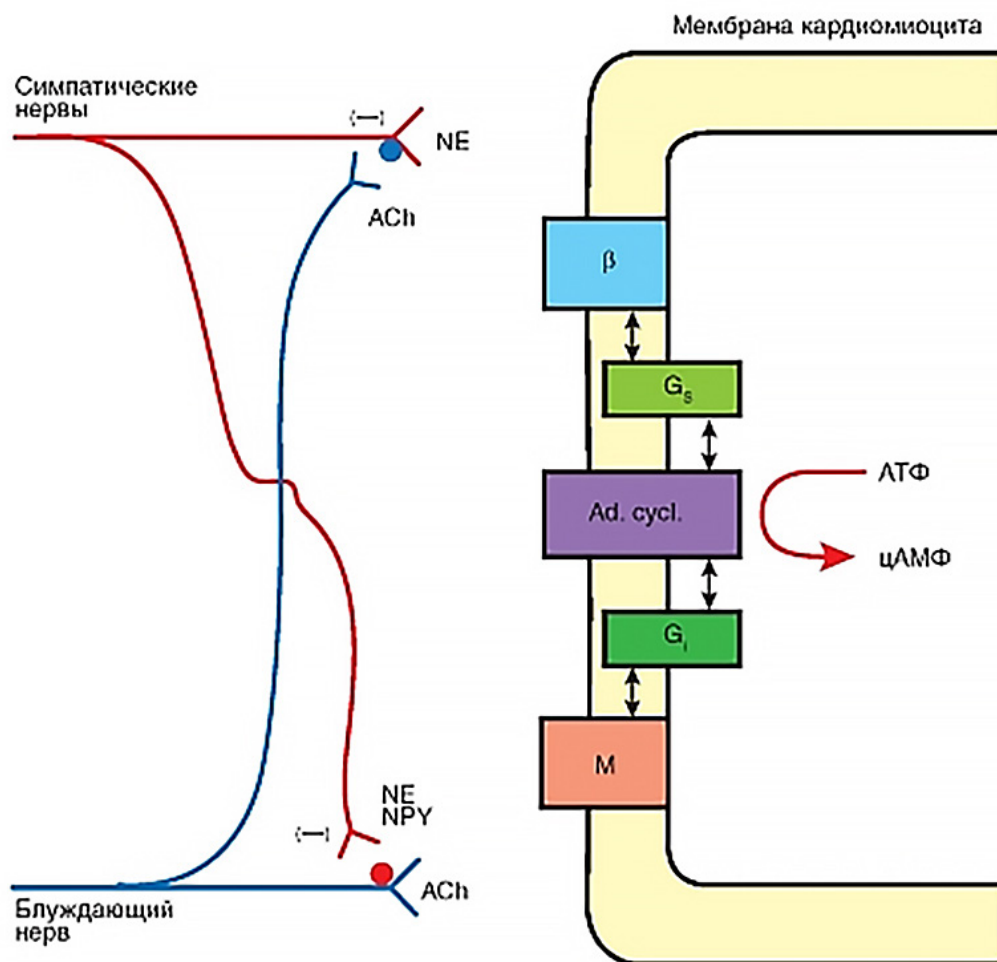 Мембрана кардиомиоцита
Симпатические
нервы
(—)
NE
ACh
β
Gs
Ad. cycl.
АТФ
цАМФ
Gi
M
NE
NPY
(—)
ACh
Блуждающий
нерв